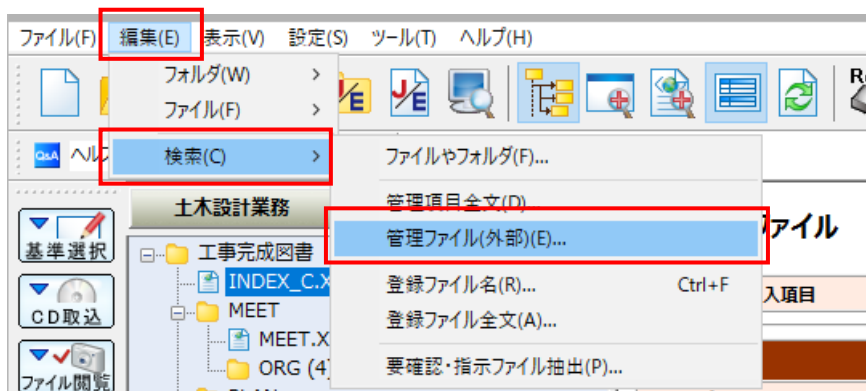 ファイル(F) 編集(E) 表示(V) 設定(S) ツール(T) ヘルプ(H)
フォルダ(W) >
ファイル(F) >
検索(C) >
J/E
Q&A ヘル
ファイルやフォルダ(F)...
管理項目全文(D)...
管理ファイル(外部)(E)...
登録ファイル名(R)... Ctrl+F
登録ファイル全文(A)...
要確認・指示ファイル抽出(P)...
基準選択
CD取込
ファイル閲覧
土木設計業務
工事完成図書
INDEX_C.X
MEET
MEET.X
ORG (4)
ァイル
入項目